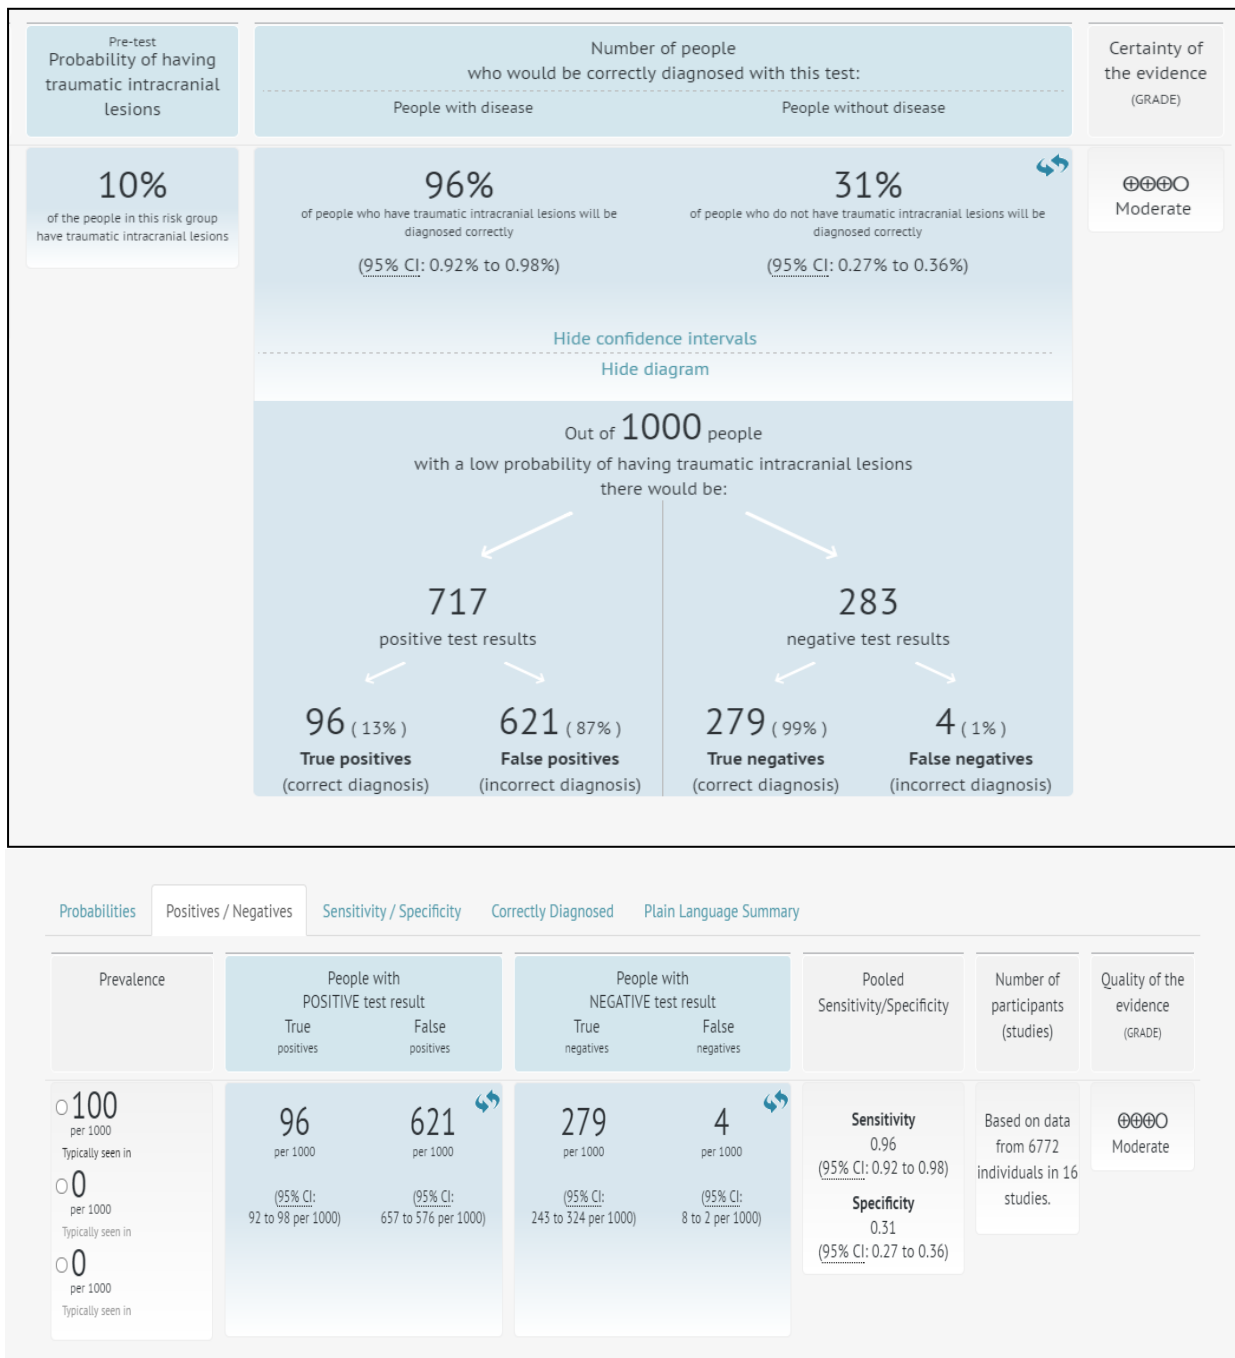 Pre-test
Probability of having
traumatic intracranial
lesions
Number of people
who would be correctly diagnosed with this test:
People with disease
People without disease
Certainty of
the evidence
(GRADE)
10%
of the people in this risk group
have traumatic intracranial lesions
96%
of people who have traumatic intracranial lesions will be
diagnosed correctly
(95% CI: 0.92% to 0.98%)
31%
of people who do not have traumatic intracranial lesions will be
diagnosed correctly
(95% CI: 0.27% to 0.36%)
⊕⊕⊕○
Moderate
Hide confidence intervals
Hide diagram
Out of 1000 people
with a low probability of having traumatic intracranial lesions
there would be:
717
positive test results
283
negative test results
96 ( 13% )
True positives
(correct diagnosis)
621 ( 87% )
False positives
(incorrect diagnosis)
279 ( 99% )
True negatives
(correct diagnosis)
4 ( 1% )
False negatives
(incorrect diagnosis)
Probabilities
Positives / Negatives
Sensitivity / Specificity
Correctly Diagnosed
Plain Language Summary
Prevalence
People with
POSITIVE test result
True
positives
False
positives
People with
NEGATIVE test result
True
negatives
False
negatives
Pooled
Sensitivity/Specificity
Number of
participants
(studies)
Quality of the
evidence
(GRADE)
100
per 1000
Typically seen in
0
per 1000
Typically seen in
0
per 1000
Typically seen in
96
per 1000
(95% CI:
92 to 98 per 1000)
621
per 1000
(95% CI:
657 to 576 per 1000)
279
per 1000
(95% CI:
243 to 324 per 1000)
4
per 1000
(95% CI:
8 to 2 per 1000)
Sensitivity
0.96
(95% CI: 0.92 to 0.98)
Specificity
0.31
(95% CI: 0.27 to 0.36)
Based on data
from 6772
individuals in 16
studies.
⊕⊕⊕○
Moderate